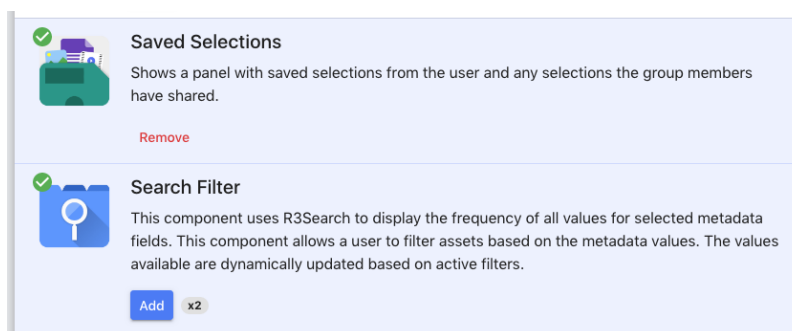 Saved Selections
Shows a panel with saved selections from the user and any selections the group members
have shared.
Remove
Search Filter
This component uses R3Search to display the frequency of all values for selected metadata
fields. This component allows a user to filter assets based on the metadata values. The values
available are dynamically updated based on active filters.
Add x2